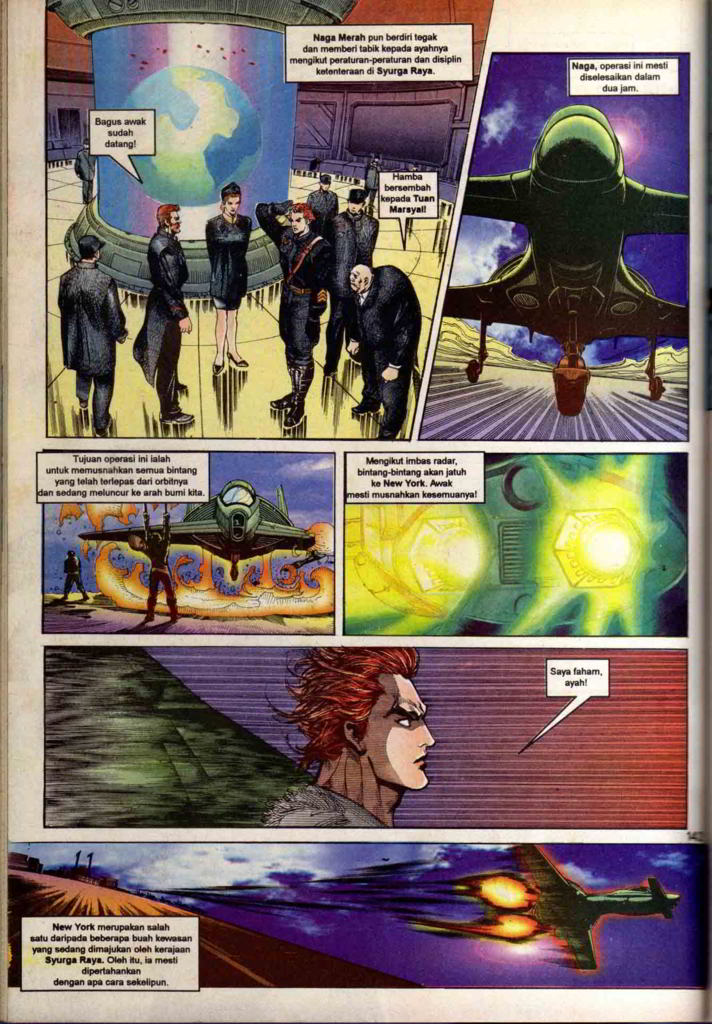 Naga Merah pun berdiri tegak
dan memberi tabik kepada ayahnya
mengikut peraturan-peraturan dan disiplin
ketenteraan di Syurga Raya.
Bagus awak
sudah
datang!
Hamba
bersembah
kepada Tuan
Marsyal!
Naga, operasi ini mesti
diselesaikan dalam
dua jam.
Tujuan operasi ini ialah
untuk memusnahkan semua bintang
yang telah terlepas dari orbitnya
dan sedang meluncur ke arah bumi kita.
Mengikut imbas radar,
bintang-bintang akan jatuh
ke New York. Awak
mesti musnahkan kesemuanya!
Saya faham,
ayah!
New York merupakan salah
satu daripada beberapa buah kawasan
yang sedang dimajukan oleh kerajaan
Syurga Raya. Oleh itu, ia mesti
dipertahankan
dengan apa cara sekelipun.